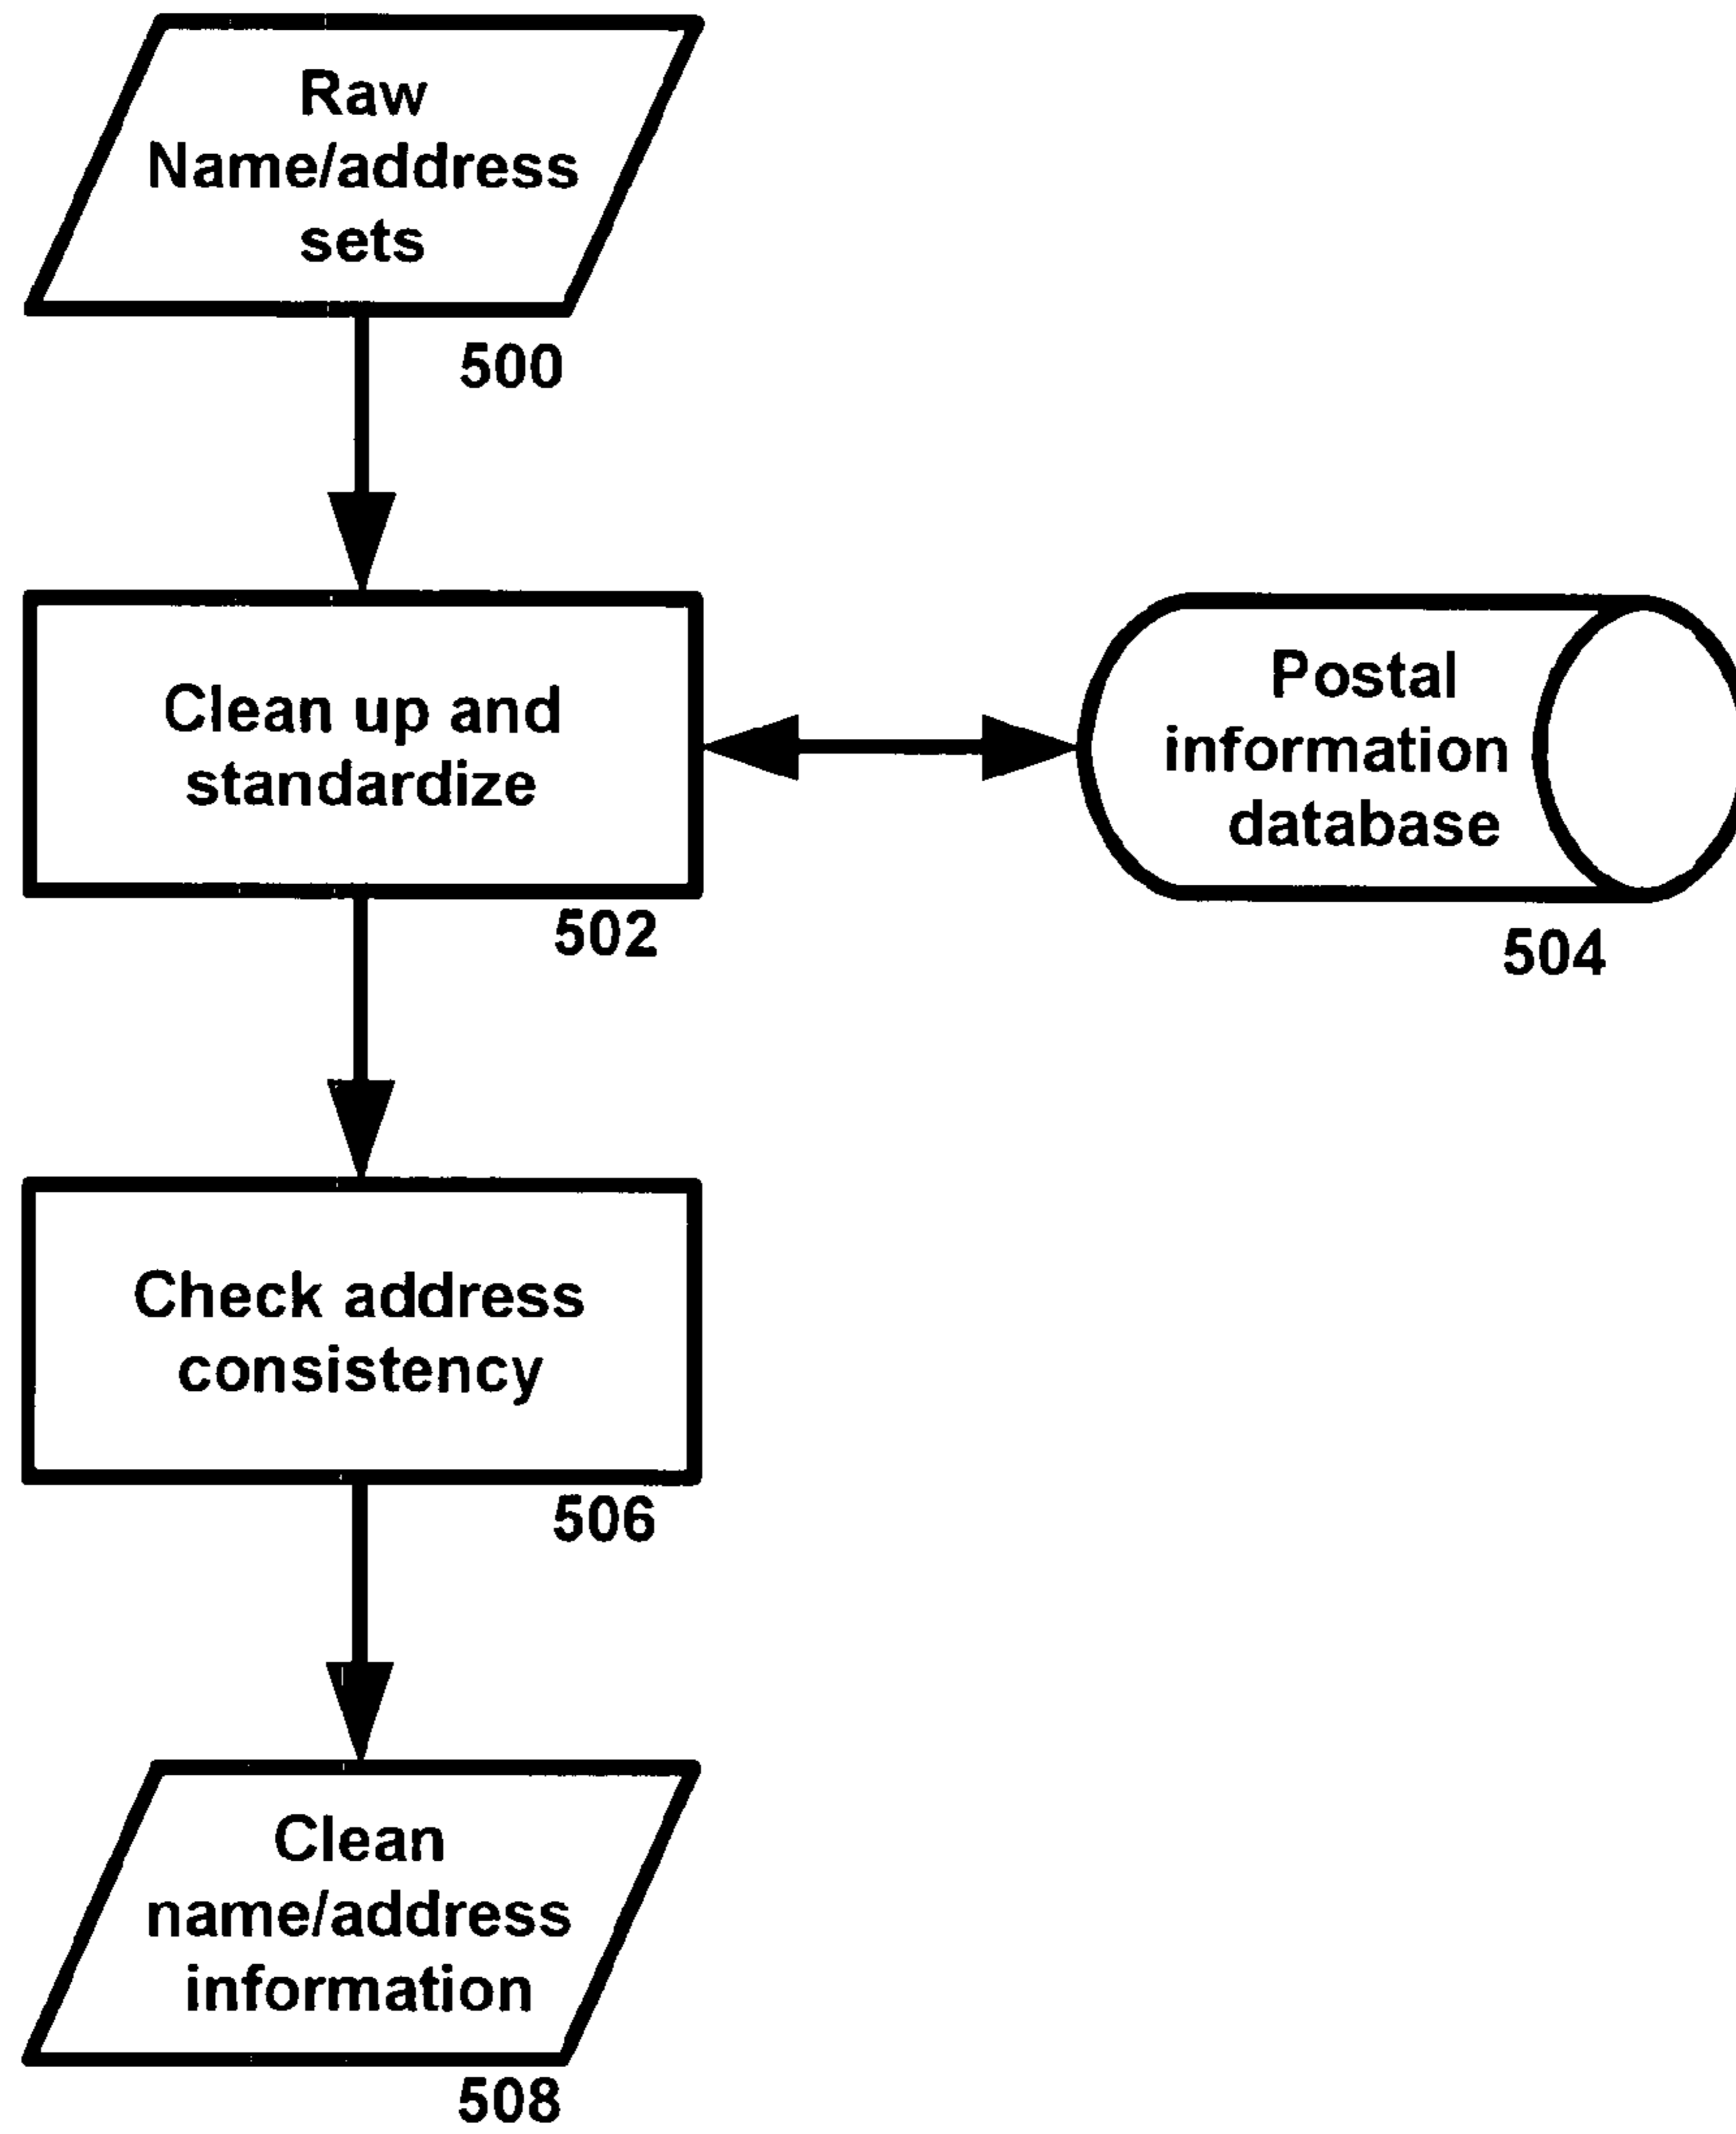 Raw
Name/address
sets
500
Clean up and
standardize
502
Postal
information
database
504
Check address
consistency
506
Clean
name/address
information
508